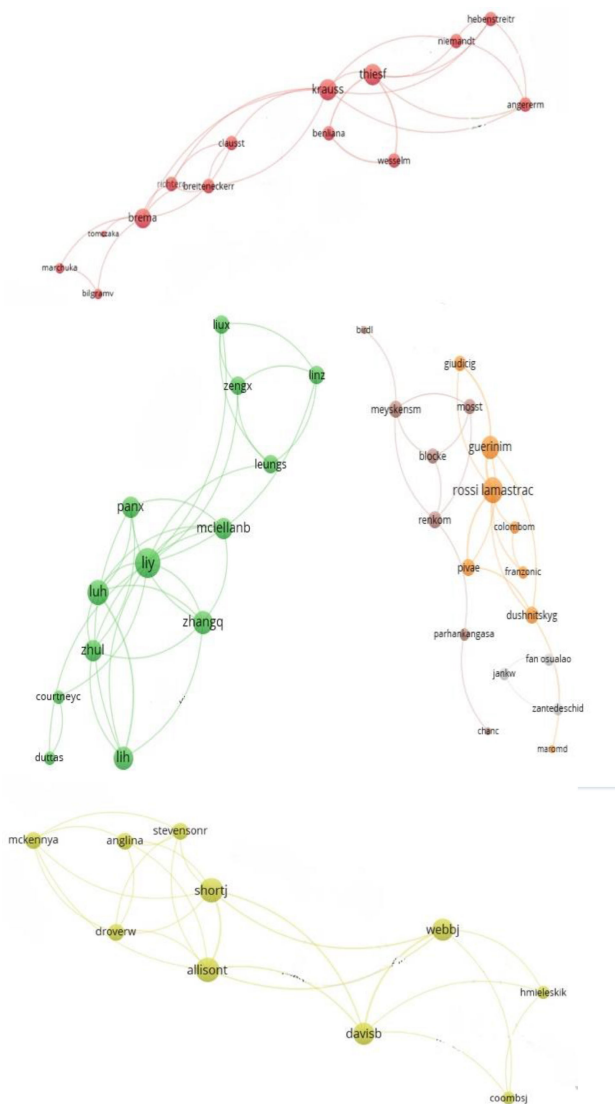 hebenstreitr
niemandt
thiesf
krauss
angererm
benliana
clausst
wesselm
richterc
breiteneckerr
brema
tomczaka
marchuka
bilgramv
liux
birdl
giudicig
linz
zengx
meyskensm
mosst
guerinim
blocke
leungs
rossi lamastrac
panx
mclellanb
renkom
colombom
liy
pivae
franzonic
luh
zhangq
dushnitskyg
parhankangasa
zhul
fan osualao
jankw
courtneyc
zantedeschid
chanc
duttas
lih
maromd
stevensonr
mckennya
anglina
shortj
droverw
webbj
allisont
hmieleskik
davisb
coombsj